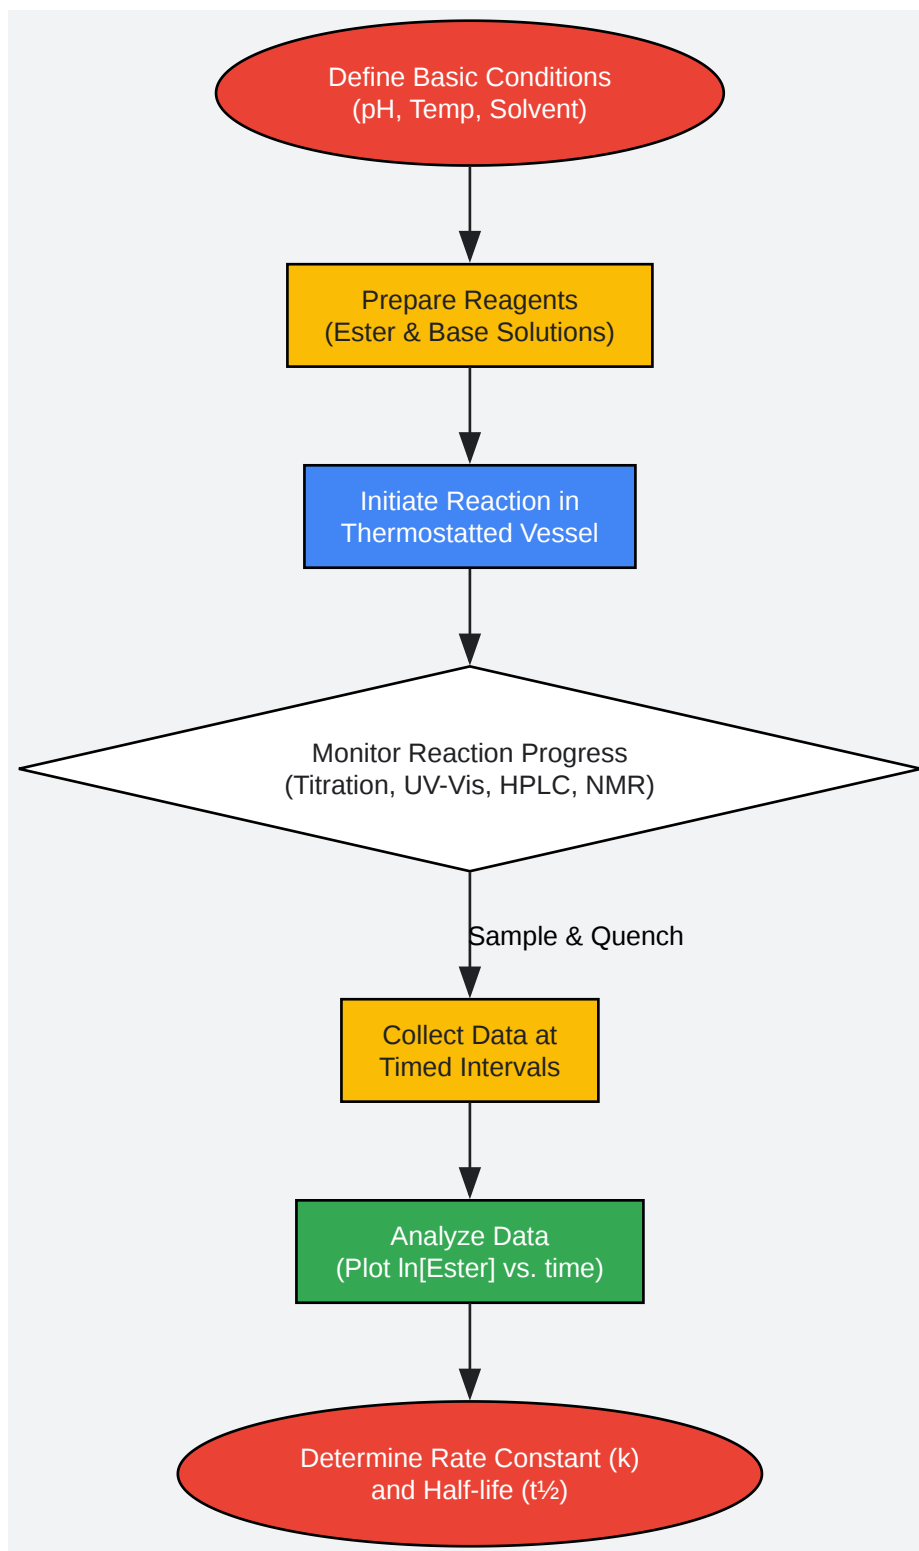 Define Basic Conditions
(pH, Temp, Solvent)
Prepare Reagents
(Ester & Base Solutions)
Initiate Reaction in
Thermostatted Vessel
Monitor Reaction Progress
(Titration, UV-Vis, HPLC, NMR)
Sample & Quench
Collect Data at
Timed Intervals
Analyze Data
(Plot ln[Ester] vs. time)
Determine Rate Constant (k)
and Half-life (t½)